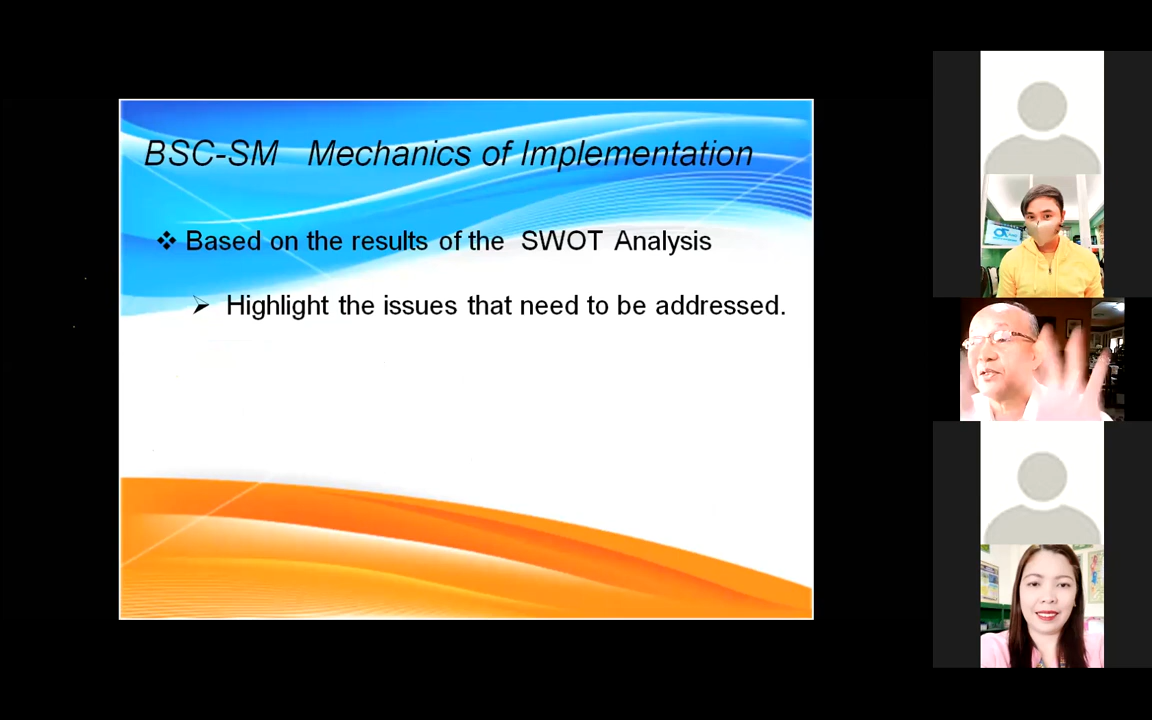 BSC-SM Mechanics of Implementation
❖ Based on the results of the SWOT Analysis
➢ Highlight the issues that need to be addressed.